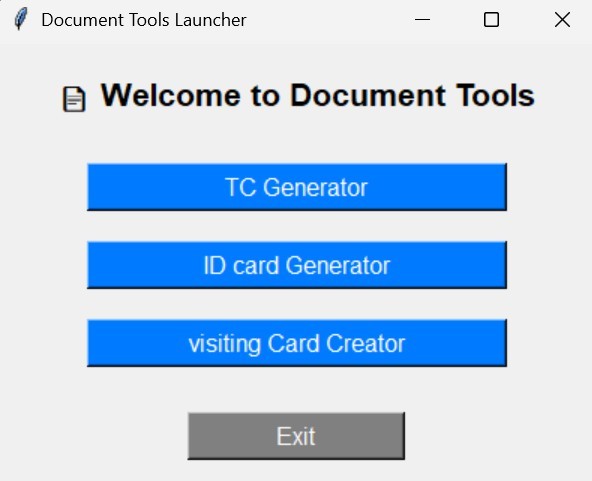 Document Tools Launcher
Welcome to Document Tools
TC Generator
ID card Generator
visiting Card Creator
Exit